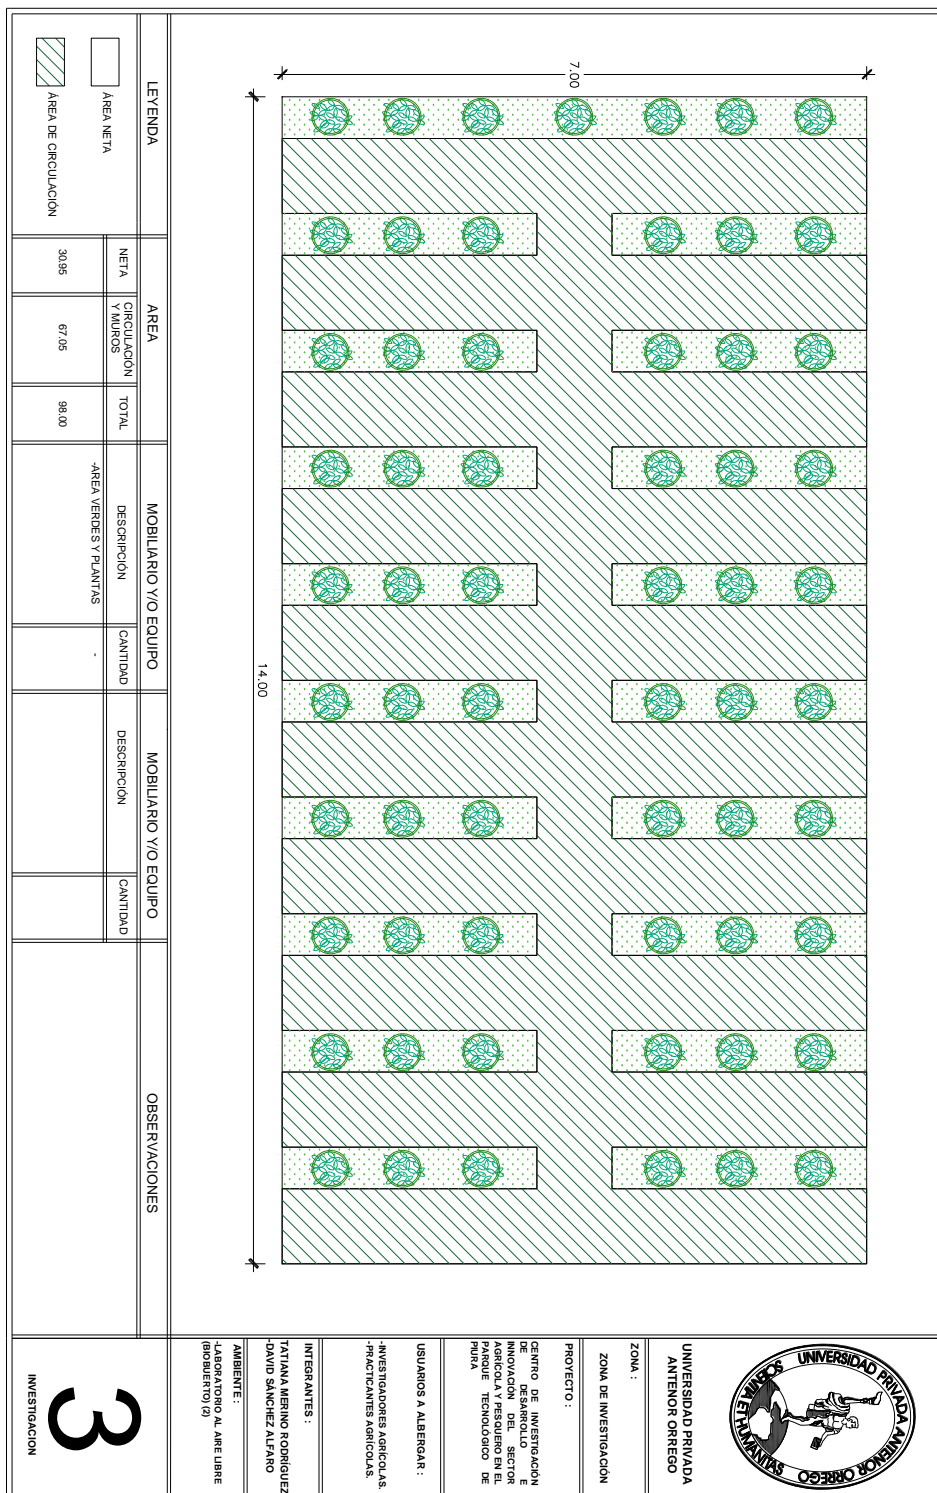 7.00
14.00
LEYENDA
ÁREA NETA
ÁREA DE CIRCULACIÓN
AREA
NETA
CIRCULACIÓN
Y MUROS
TOTAL
30.95
67.05
98.00
MOBILIARIO Y/O EQUIPO
DESCRIPCIÓN
CANTIDAD
-AREA VERDES Y PLANTAS
-
MOBILIARIO Y/O EQUIPO
DESCRIPCIÓN
CANTIDAD
OBSERVACIONES
UNIVERSIDAD PRIVADA ANTENOR ORREGO
UNIVERSIDAD PRIVADA
ANTENOR ORREGO
ZONA :
ZONA DE INVESTIGACIÓN
PROYECTO :
CENTRO DE INVESTIGACIÓN
DE DESARROLLO E
INNOVACIÓN DEL SECTOR
AGRÍCOLA Y PESQUERO EN EL
PARQUE TECNOLÓGICO DE
PIURA
USUARIOS A ALBERGAR :
-INVESTIGADORES AGRÍCOLAS.
-PRACTICANTES AGRÍCOLAS.
INTEGRANTES :
TATIANA MERINO RODRÍGUEZ
-DAVID SÁNCHEZ ALFARO
AMBIENTE :
-LABORATORIO AL AIRE LIBRE
(BIOBUERTO) (2)
3
INVESTIGACION